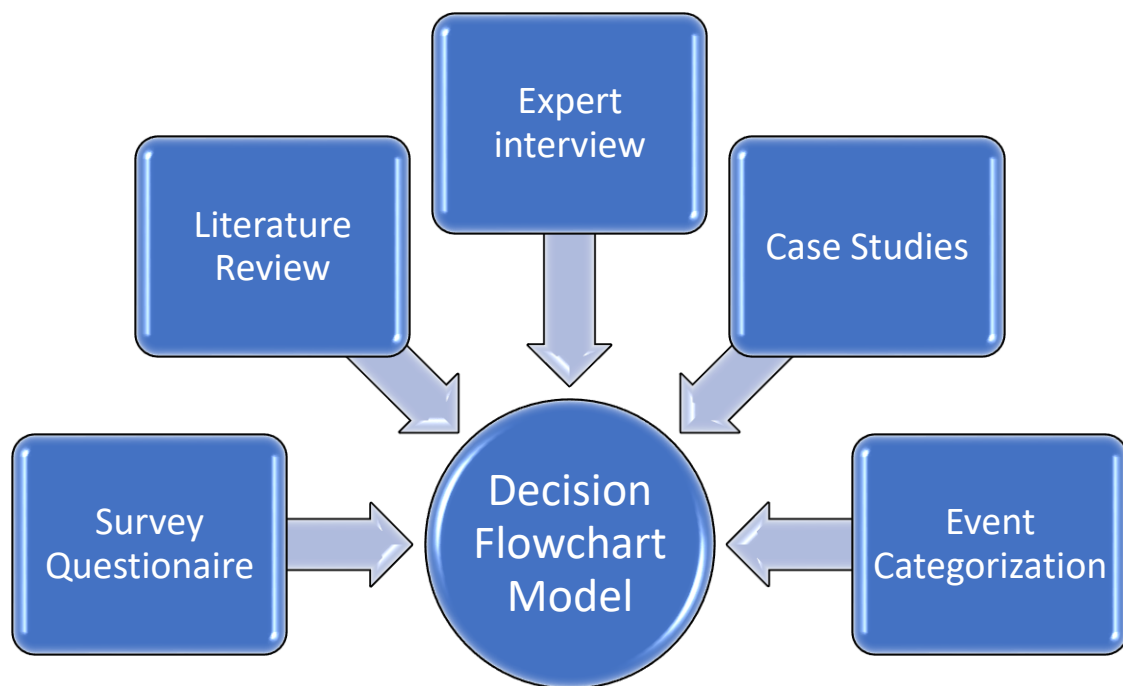 Expert
interview
Literature
Review
Case Studies
Survey
Questionaire
Decision
Flowchart
Model
Event
Categorization